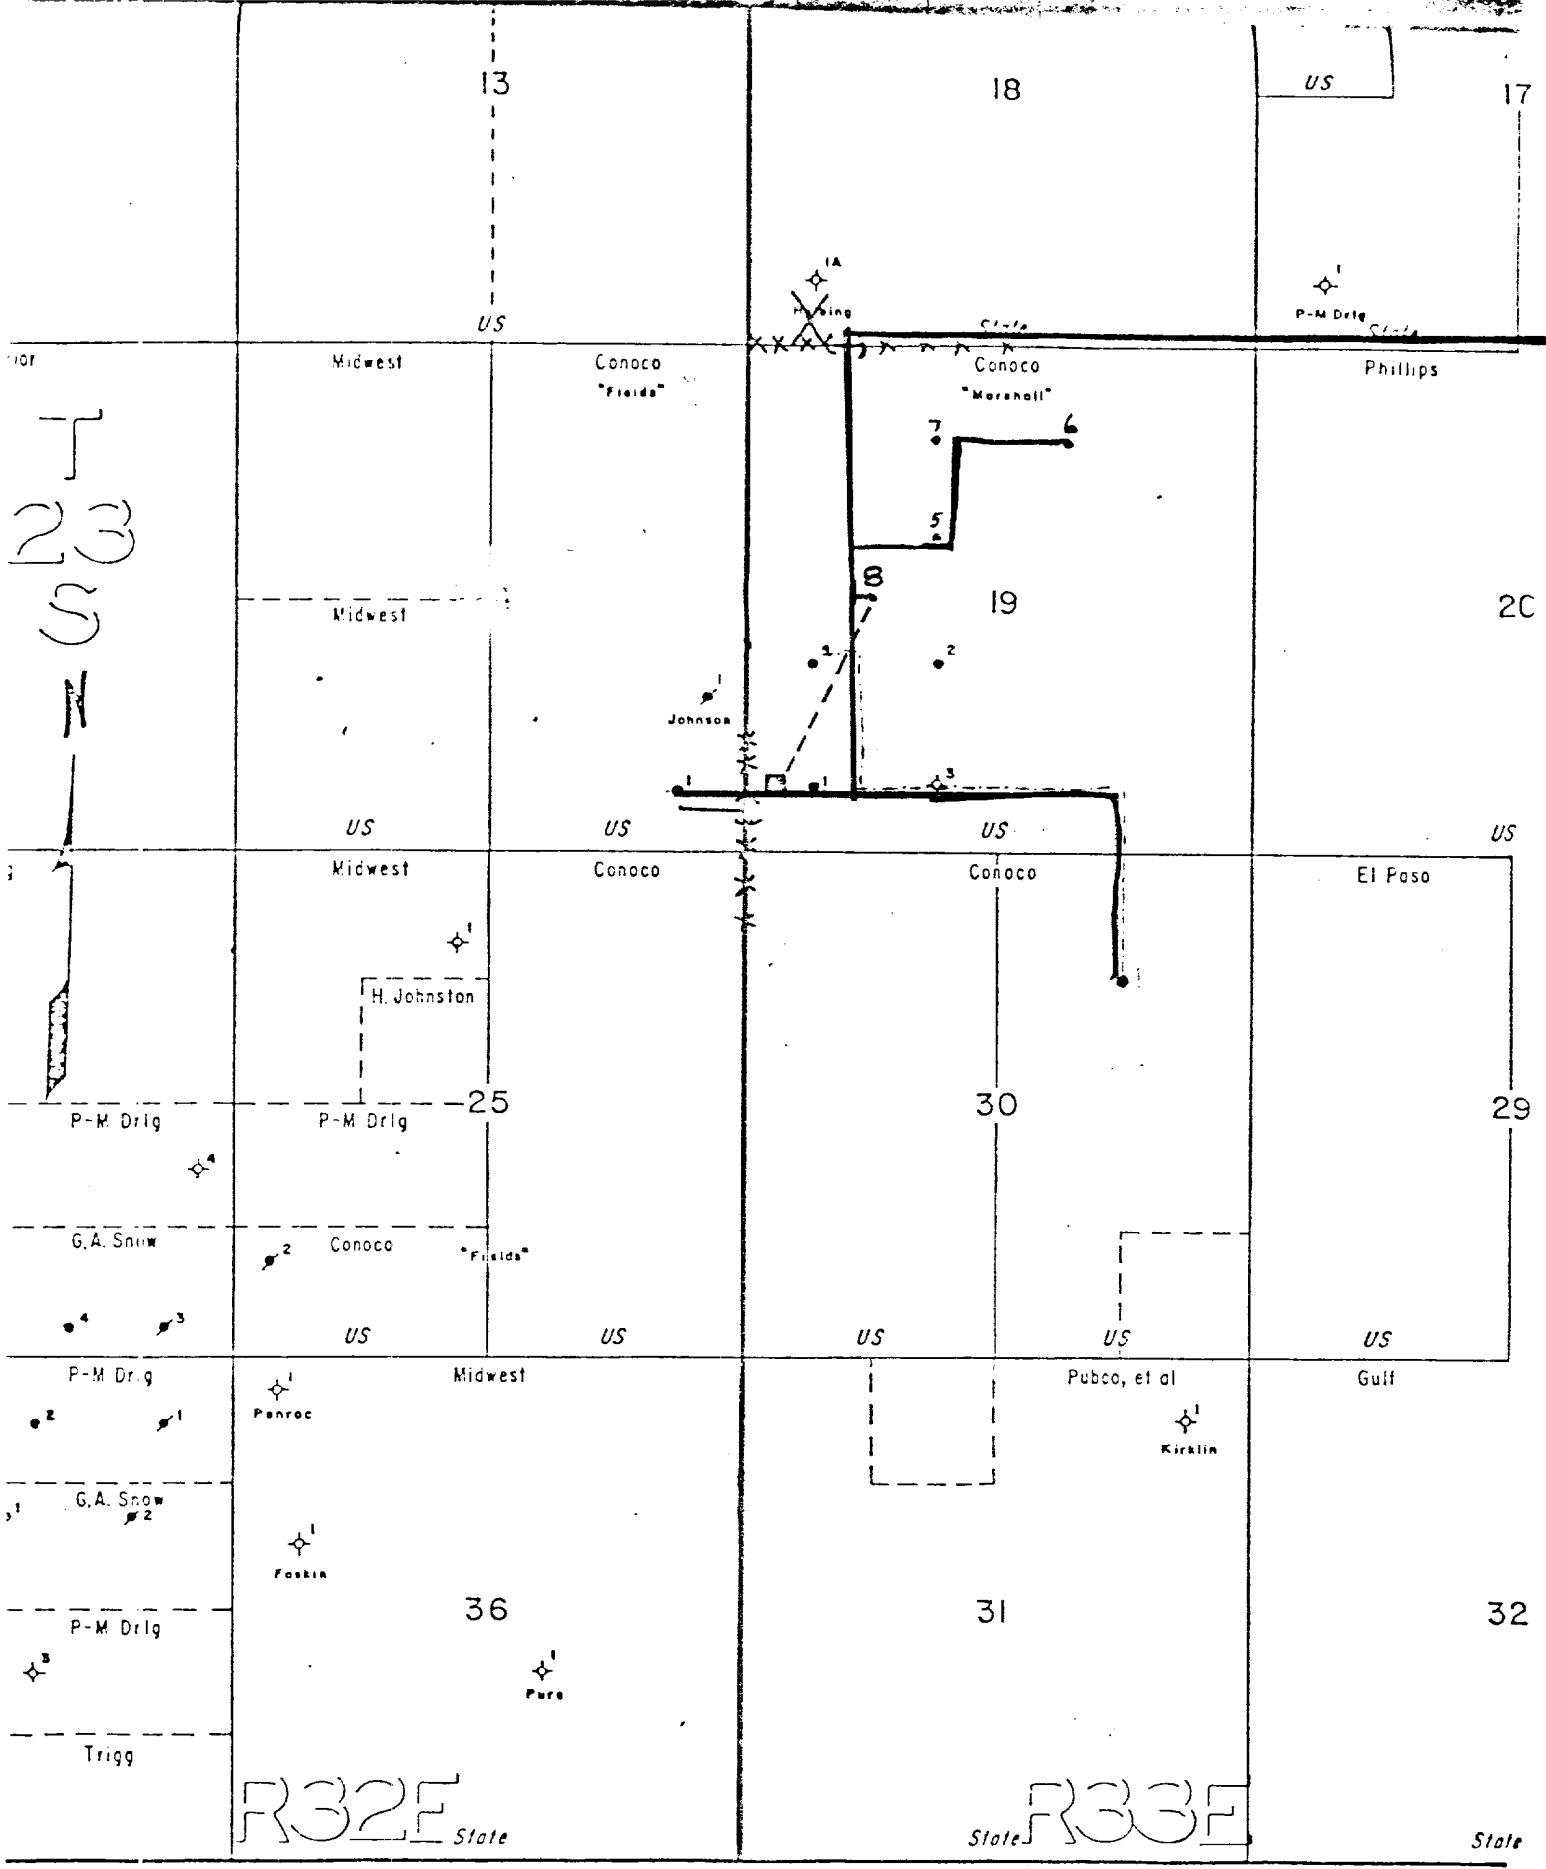 13
18
US
17
1A
1
P-M Drlg
US
State
Midwest
Conoco
Conoco
Phillips
"Fields"
"Marshall"
T
23
S
N
7
6
5
8
19
2
Midwest
1
Johnson
1
1
3
US
US
US
US
Midwest
Conoco
Conoco
El Paso
1
H. Johnston
25
30
29
P-M Drlg
P-M Drlg
4
G.A. Snow
Conoco
"Fields"
2
4
3
US
US
US
US
US
P-M Drlg
Midwest
Pubco, et al
Gulf
1
Penroc
2
1
1
Kirklin
G.A. Snow
1
2
1
Faskin
36
31
32
P-M Drlg
3
1
Pure
Trigg
R32E
State
State
R33E
State